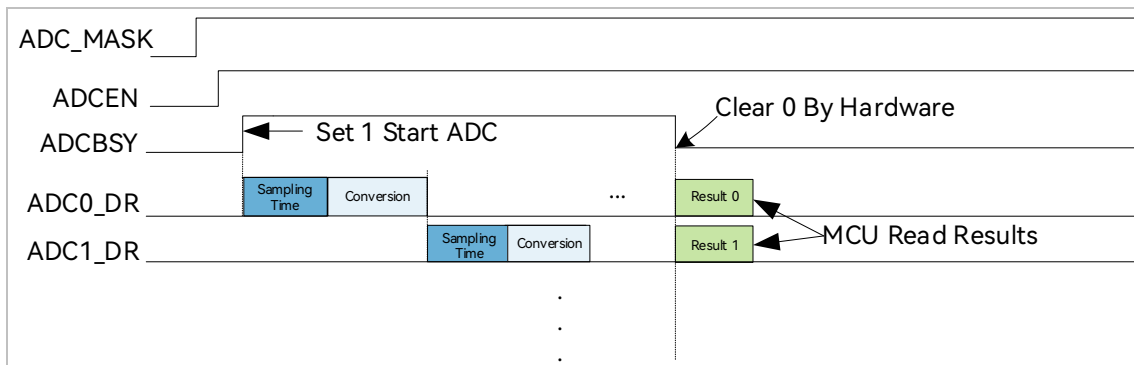 ADC_MASK
ADCEN
Clear 0 By Hardware
ADCBSY
Set 1 Start ADC
Sampling
Time
Conversion
...
Result 0
ADC0_DR
MCU Read Results
Sampling
Time
Conversion
Result 1
ADC1_DR
.
.
.